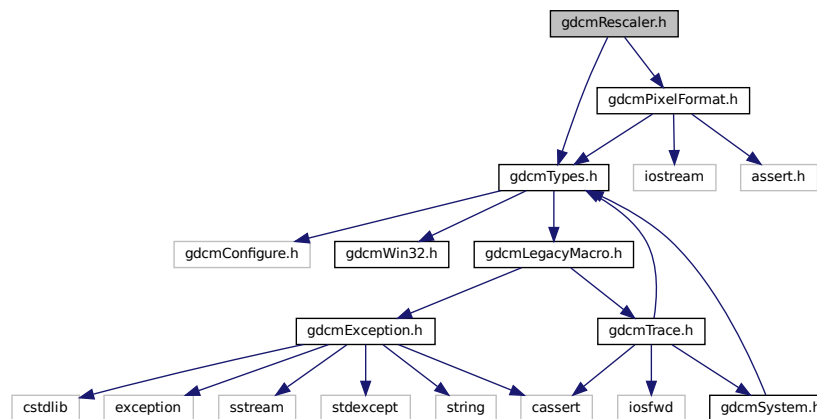 gdcmRescaler.h
gdcmPixelFormat.h
gdcmTypes.h
iostream
assert.h
gdcmConfigure.h
gdcmWin32.h
gdcmLegacyMacro.h
gdcmException.h
gdcmTrace.h
cstdlib
exception
sstream
stdexcept
string
cassert
iosfwd
gdcmSystem.h